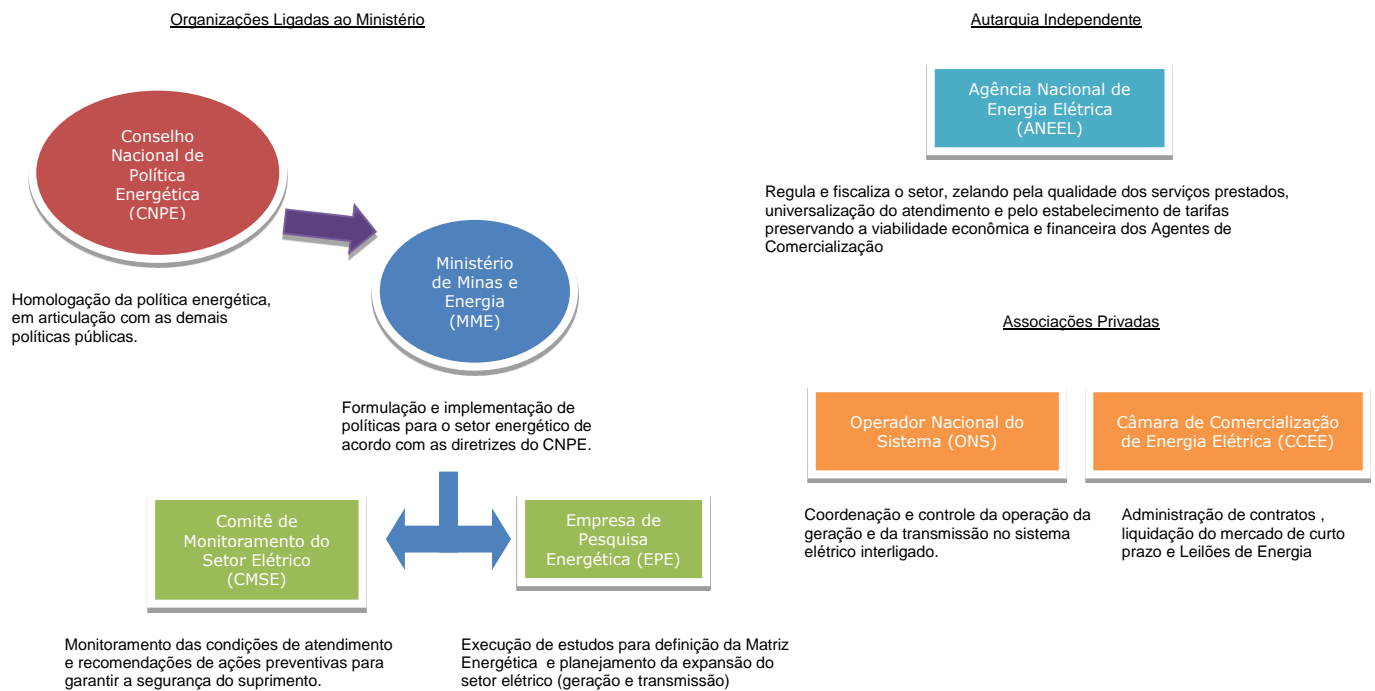 Organizações Ligadas ao Ministério
Conselho
Nacional de
Política
Energética
(CNPE)
Homologação da política energética,
em articulação com as demais
políticas públicas.
Ministério
de Minas e
Energia
(MME)
Formulação e implementação de
políticas para o setor energético de
acordo com as diretrizes do CNPE.
Comitê de
Monitoramento do
Setor Elétrico
(CMSE)
Empresa de
Pesquisa
Energética (EPE)
Monitoramento das condições de atendimento
e recomendações de ações preventivas para
garantir a segurança do suprimento.
Execução de estudos para definição da Matriz
Energética e planejamento da expansão do
setor elétrico (geração e transmissão)
Autarquia Independente
Agência Nacional de
Energia Elétrica
(ANEEL)
Regula e fiscaliza o setor, zelando pela qualidade dos serviços prestados,
universalização do atendimento e pelo estabelecimento de tarifas
preservando a viabilidade econômica e financeira dos Agentes de
Comercialização
Associações Privadas
Operador Nacional do
Sistema (ONS)
Coordenação e controle da operação da
geração e da transmissão no sistema
elétrico interligado.
Câmara de Comercialização
de Energia Elétrica (CCEE)
Administração de contratos ,
liquidação do mercado de curto
prazo e Leilões de Energia